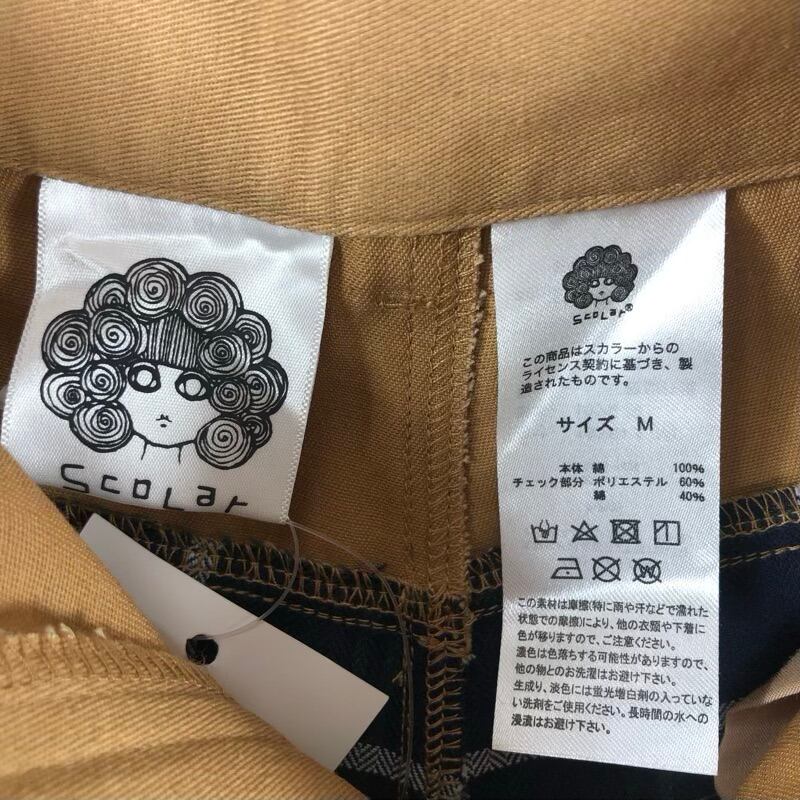 ScoLar
ScoLar®
この商品はスカラーからの
ライセンス契約に基づき、製
造されたものです。
サイズ M
本体 綿 100%
チェック部分 ポリエステル 60%
綿 40%
この素材は摩擦(特に雨や汗などで濡れた
状態での摩擦)により、他の衣類や下着に
色が移りますので、ご注意ください。
濃色は色落ちする可能性がありますので、
他の物とのお洗濯はお避け下さい。
生成り、淡色には蛍光増白剤の入っていな
い洗剤をご使用ください。長時間の水への
浸漬はお避け下さい。